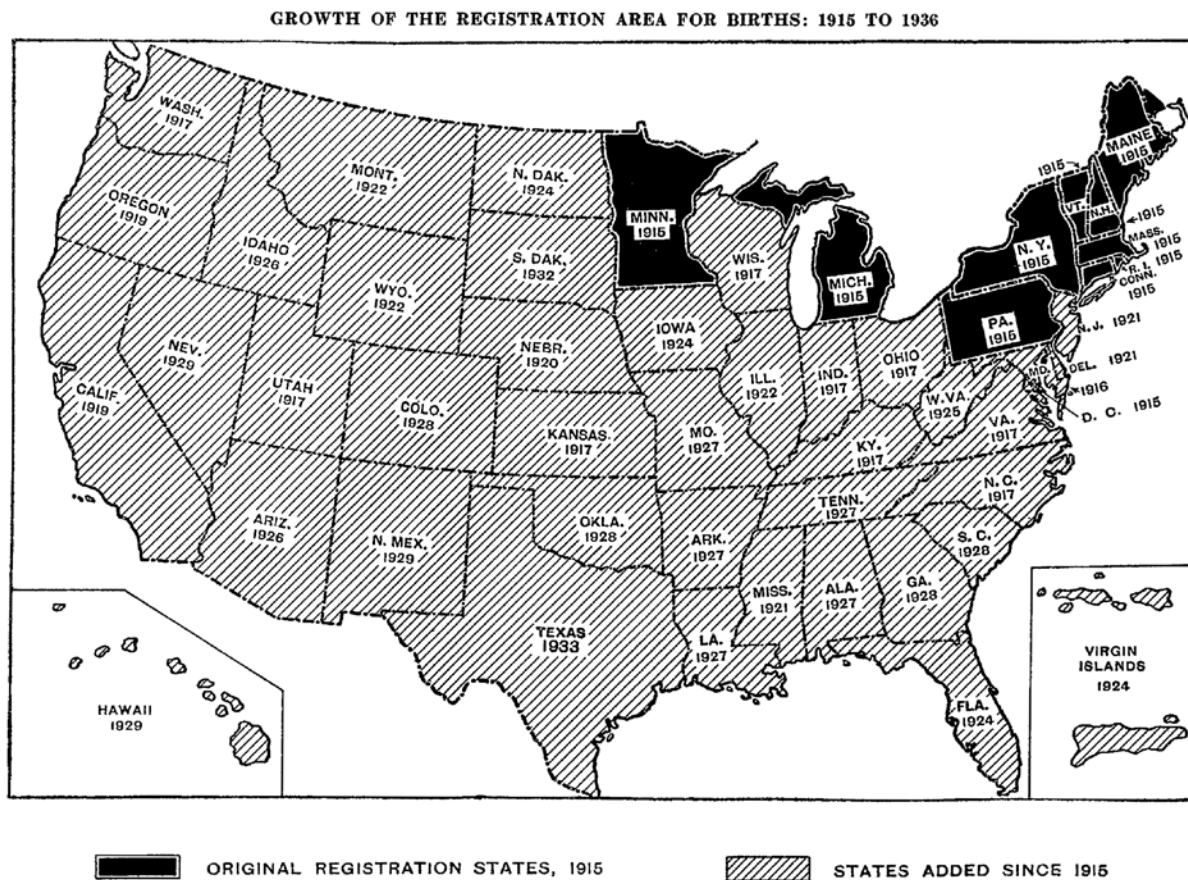 GROWTH OF THE REGISTRATION AREA FOR BIRTHS: 1915 TO 1936
WASH.
1917
OREGON
1919
CALIF.
1919
IDAHO
1926
NEV.
1929
MONT.
1922
WYO.
1922
UTAH
1917
COLO.
1928
ARIZ.
1926
N. MEX.
1929
N. DAK.
1924
S. DAK.
1932
NEBR.
1920
KANSAS.
1917
OKLA.
1928
TEXAS
1933
MINN.
1915
IOWA
1924
MO.
1927
ARK.
1927
LA.
1927
WIS.
1917
ILL.
1922
MICH.
1915
IND.
1917
OHIO
1917
KY.
1917
TENN.
1927
MISS.
1921
ALA.
1927
GA.
1928
FLA.
1924
S. C.
1928
N. C.
1917
VA.
1917
W. VA.
1925
PA.
1915
N. Y.
1915
1915
VT.
N.H.
1915
MAINE
1915
MASS.
1915
R. I. 1915
CONN.
1915
N. J. 1921
DEL. 1921
MD.
1916
D. C. 1915
HAWAII
1929
VIRGIN
ISLANDS
1924
ORIGINAL REGISTRATION STATES, 1915
STATES ADDED SINCE 1915